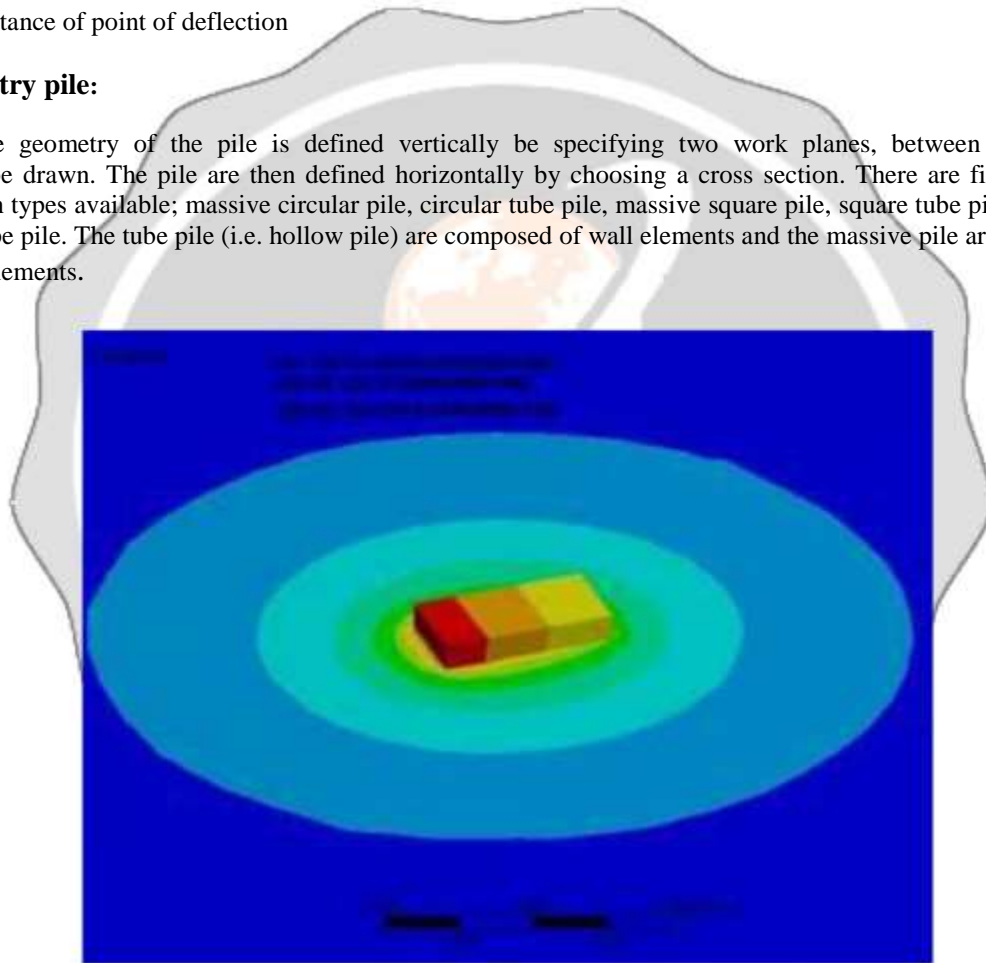 tance of point of deflection
try pile:
e geometry of the pile is defined vertically be specifying two work planes, between
e drawn. The pile are then defined horizontally by choosing a cross section. There are fi
n types available; massive circular pile, circular tube pile, massive square pile, square tube pi
be pile. The tube pile (i.e. hollow pile) are composed of wall elements and the massive pile ar
lements.